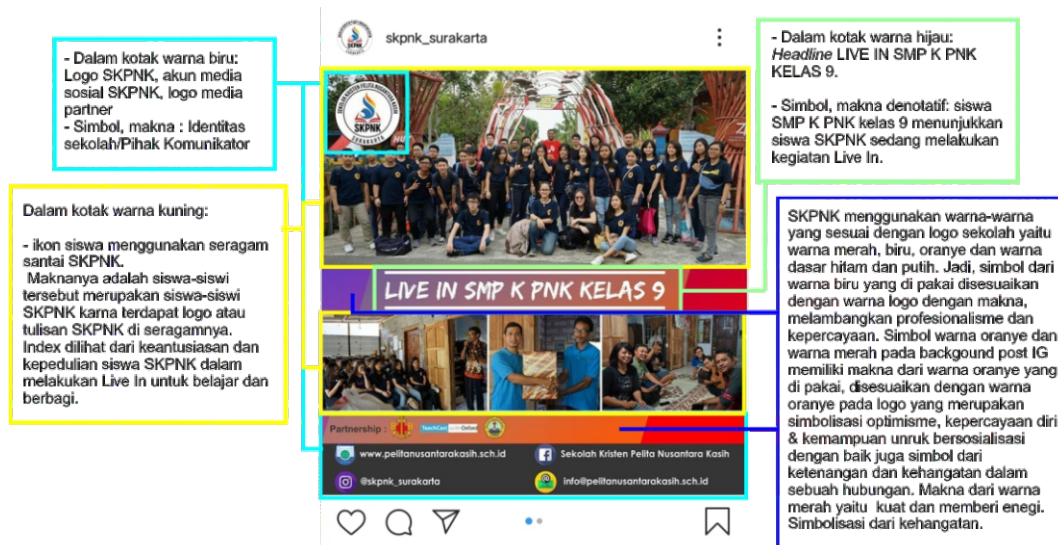 - Dalam kotak warna biru:
Logo SKPNK, akun media
sosial SKPNK, logo media
partner
- Simbol, makna : Identitas
sekolah/Pihak Komunikator
Dalam kotak warna kuning:
- ikon siswa menggunakan seragam
santai SKPNK.
Maknanya adalah siswa-siswi
tersebut merupakan siswa-siswi
SKPNK karna terdapat logo atau
tulisan SKPNK di seragamnya.
Index dilihat dari keantusiasan dan
kepedulian siswa SKPNK dalam
melakukan Live In untuk belajar dan
berbagi.
skpnk_surakarta
SEKOLAH KRISTEN PELITA NUSANTARA KASIH
SKPNK
SURAKARTA
LIVE IN SMP K PNK KELAS 9
Partnership :
TeachCast with Oxford
www.pelitanusantarakasih.sch.id
Sekolah Kristen Pelita Nusantara Kasih
@skpnk_surakarta
info@pelitanusantarakasih.sch.id
- Dalam kotak warna hijau:
Headline LIVE IN SMP K PNK
KELAS 9.
- Simbol, makna denotatif: siswa
SMP K PNK kelas 9 menunjukkan
siswa SKPNK sedang melakukan
kegiatan Live In.
SKPNK menggunakan warna-warna
yang sesuai dengan logo sekolah yaitu
warna merah, biru, oranye dan warna
dasar hitam dan putih. Jadi, simbol dari
warna biru yang di pakai disesuaikan
dengan warna logo dengan makna,
melambangkan profesionalisme dan
kepercayaan. Simbol warna oranye dan
warna merah pada backgound post IG
memiliki makna dari warna oranye yang
di pakai, disesuaikan dengan warna
oranye pada logo yang merupakan
simbolisasi optimisme, kepercayaan diri
& kemampuan unruk bersosialisasi
dengan baik juga simbol dari
ketenangan dan kehangatan dalam
sebuah hubungan. Makna dari warna
merah yaitu kuat dan memberi enegi.
Simbolisasi dari kehangatan.